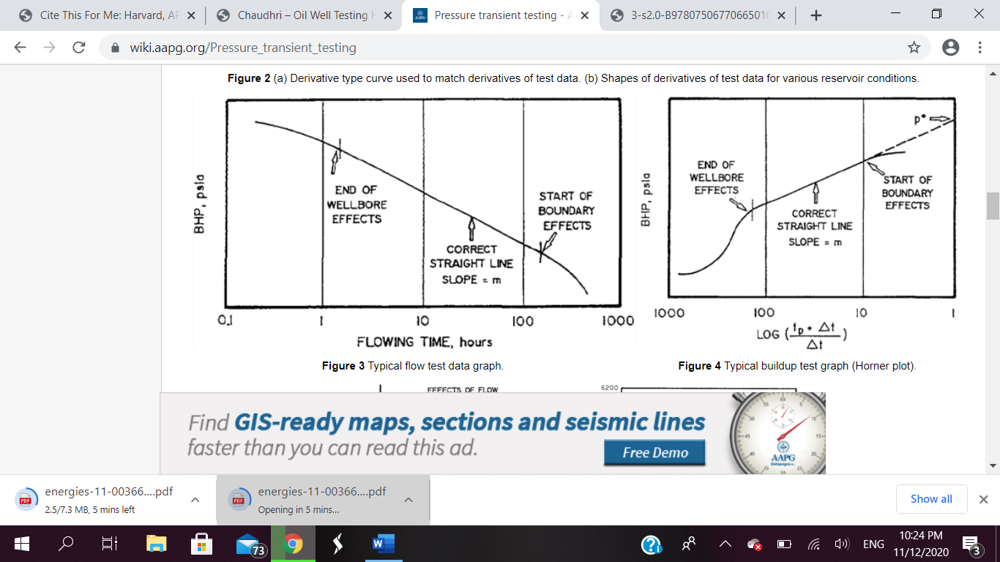 Cite This For Me: Harvard, AP
Chaudhri – Oil Well Testing H
Pressure transient testing - A
3-s2.0-B9780750677066501
wiki.aapg.org/Pressure_transient_testing
Figure 2 (a) Derivative type curve used to match derivatives of test data. (b) Shapes of derivatives of test data for various reservoir conditions.
BHP, psia
END OF
WELLBORE
EFFECTS
START OF
BOUNDARY
EFFECTS
CORRECT
STRAIGHT LINE
SLOPE = m
0.1
1
10
100
1000
FLOWING TIME, hours
Figure 3 Typical flow test data graph.
BHP, psia
p*
END OF
WELLBORE
EFFECTS
START OF
BOUNDARY
EFFECTS
CORRECT
STRAIGHT LINE
SLOPE = m
1000
100
10
1
LOG (tp + Δt
Δt )
Figure 4 Typical buildup test graph (Horner plot).
EFFECTS OF FLOW
6200
Find GIS-ready maps, sections and seismic lines
faster than you can read this ad.
Free Demo
AAPG
Datapages
energies-11-00366....pdf
2.5/7.3 MB, 5 mins left
energies-11-00366....pdf
Opening in 5 mins...
Show all
PDF
PDF
73
W
ENG
10:24 PM
11/12/2020
3